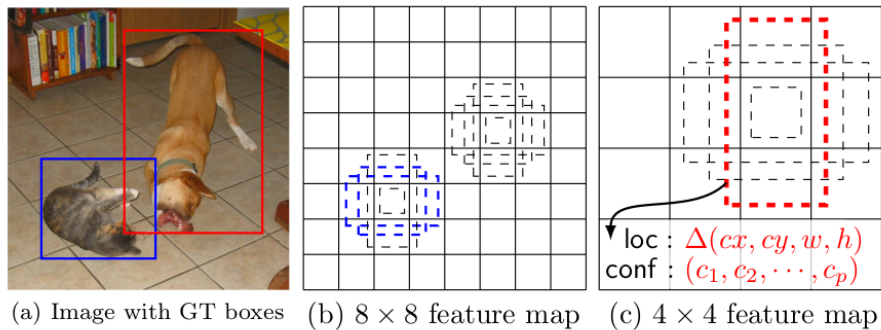 loc : Δ(cx, cy, w, h)
conf : (c₁, c₂, ⋯, cₚ)
(a) Image with GT boxes (b) 8 × 8 feature map (c) 4 × 4 feature map